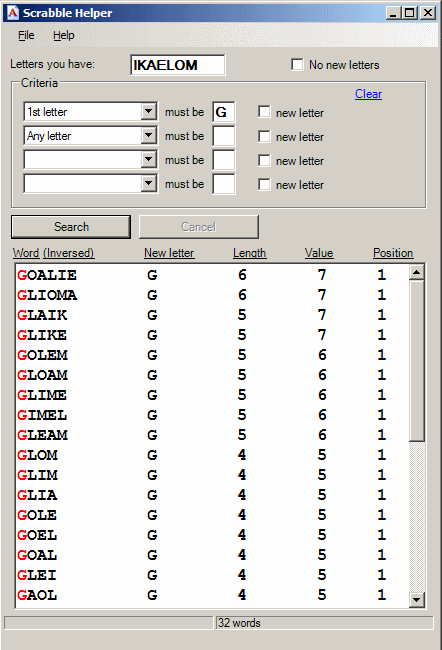 A Scrabble Helper
File Help
Letters you have: IKAELOM No new letters
Criteria
Clear
1st letter must be G new letter
Any letter must be new letter
must be new letter
must be new letter
Search Cancel
Word (Inversed) New letter Length Value Position
GOALIE G 6 7 1
GLIOMA G 6 7 1
GLAIK G 5 7 1
GLIKE G 5 7 1
GOLEM G 5 6 1
GLOAM G 5 6 1
GLIME G 5 6 1
GIMEL G 5 6 1
GLEAM G 5 6 1
GLOM G 4 5 1
GLIM G 4 5 1
GLIA G 4 5 1
GOLE G 4 5 1
GOEL G 4 5 1
GOAL G 4 5 1
GLEI G 4 5 1
GAOL G 4 5 1
32 words